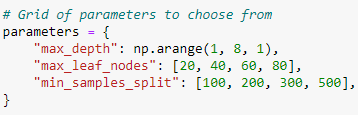 # Grid of parameters to choose from
parameters = {
    "max_depth": np.arange(1, 8, 1),
    "max_leaf_nodes": [20, 40, 60, 80],
    "min_samples_split": [100, 200, 300, 500],
}